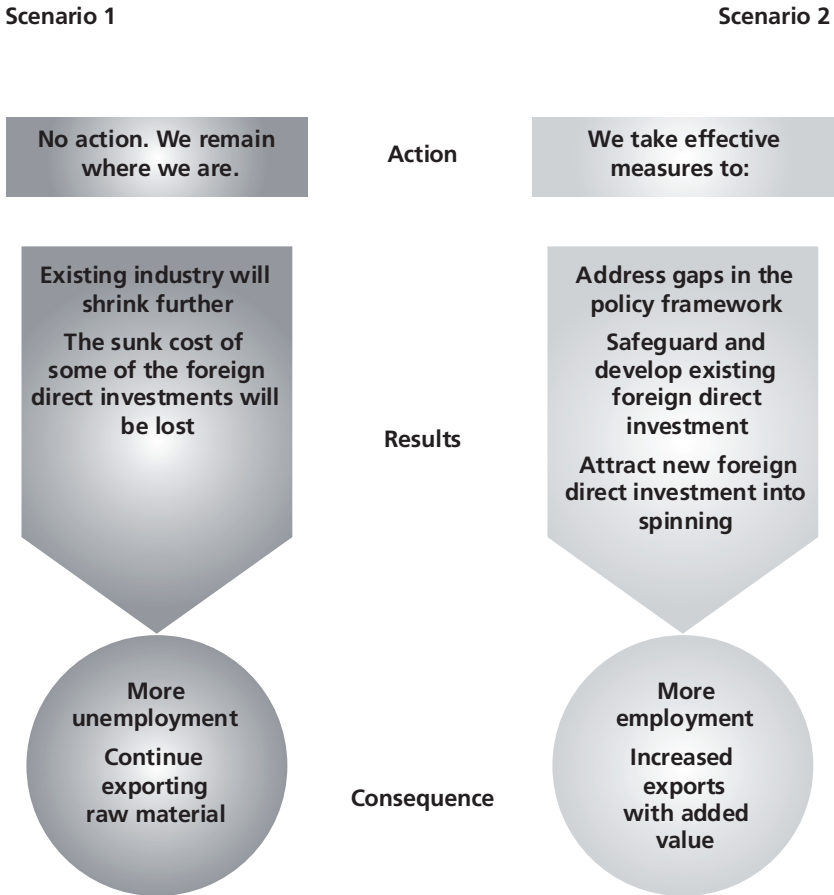 Scenario 1
Scenario 2
No action. We remain
where we are.
Action
We take effective
measures to:
Existing industry will
shrink further
The sunk cost of
some of the foreign
direct investments will
be lost
Results
Address gaps in the
policy framework
Safeguard and
develop existing
foreign direct
investment
Attract new foreign
direct investment into
spinning
More
unemployment
Continue
exporting
raw material
Consequence
More
employment
Increased
exports
with added
value